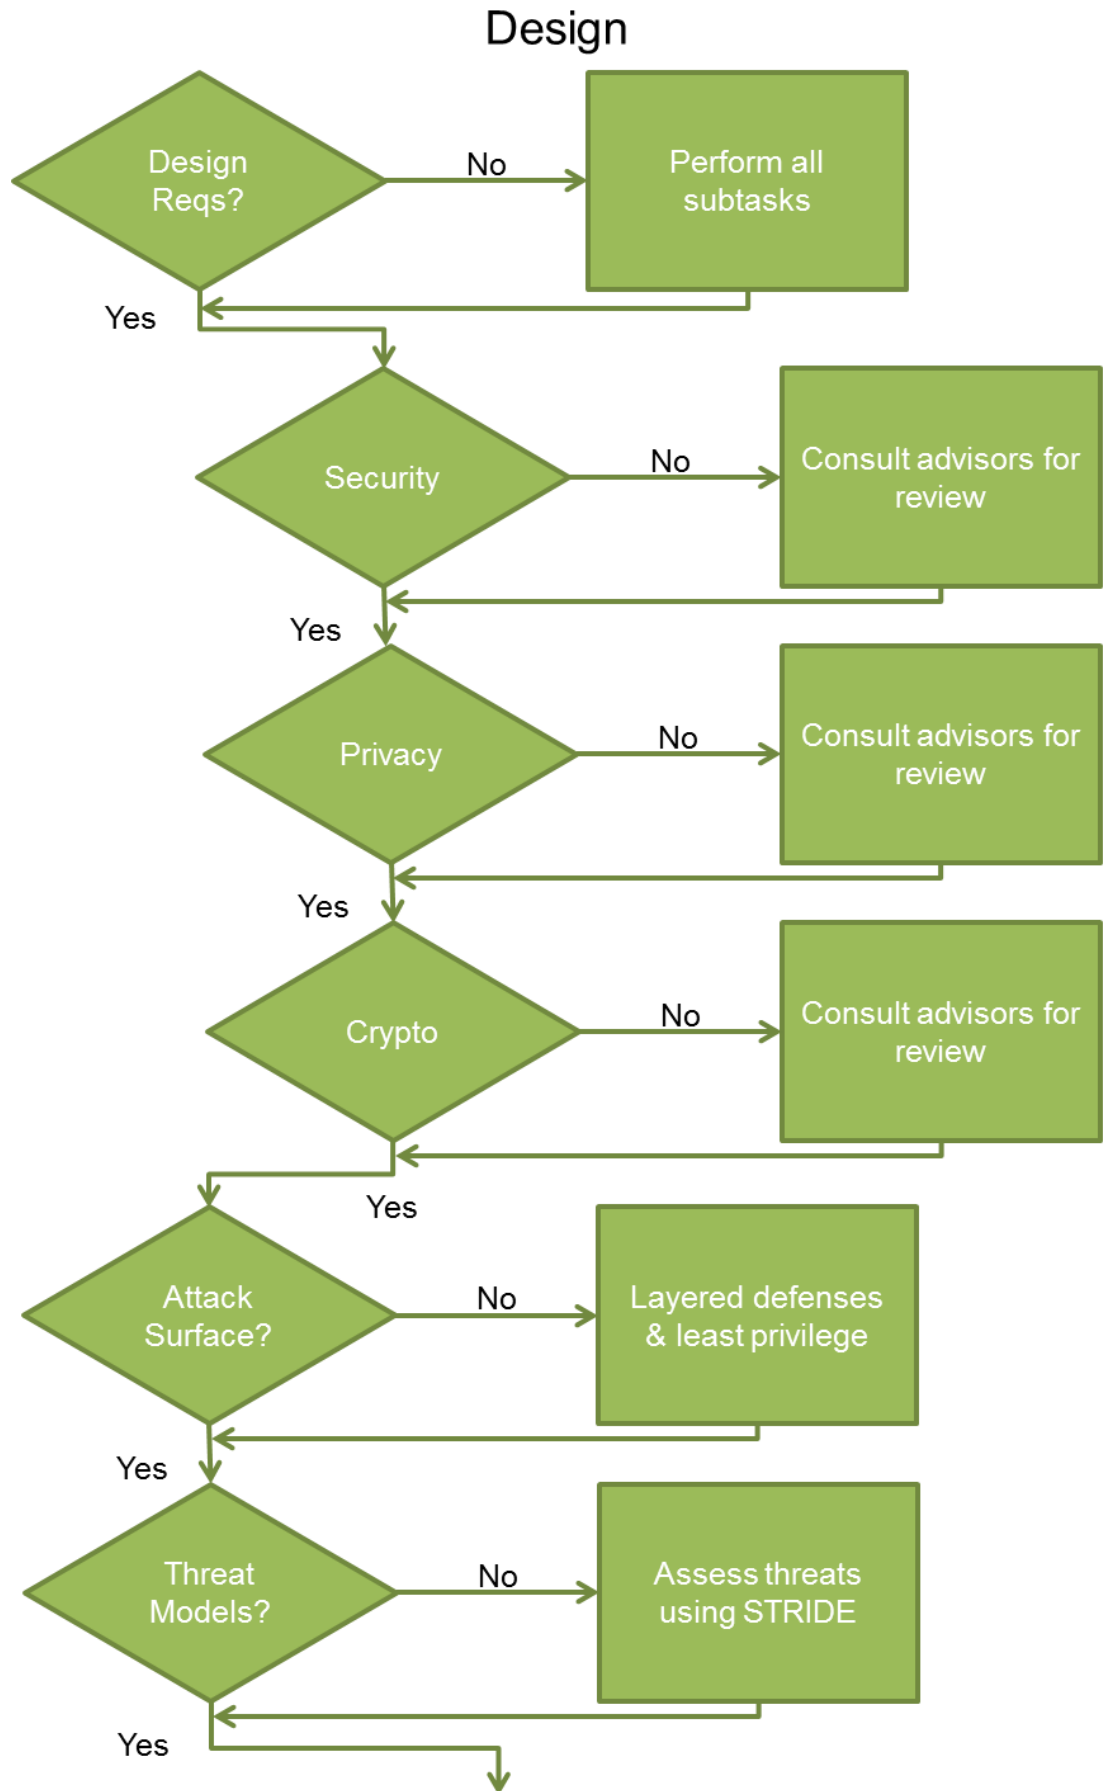 Design
Design
Reqs?
No
Perform all
subtasks
Yes
Security
No
Consult advisors for
review
Yes
Privacy
No
Consult advisors for
review
Yes
Crypto
No
Consult advisors for
review
Yes
Attack
Surface?
No
Layered defenses
& least privilege
Yes
Threat
Models?
No
Assess threats
using STRIDE
Yes